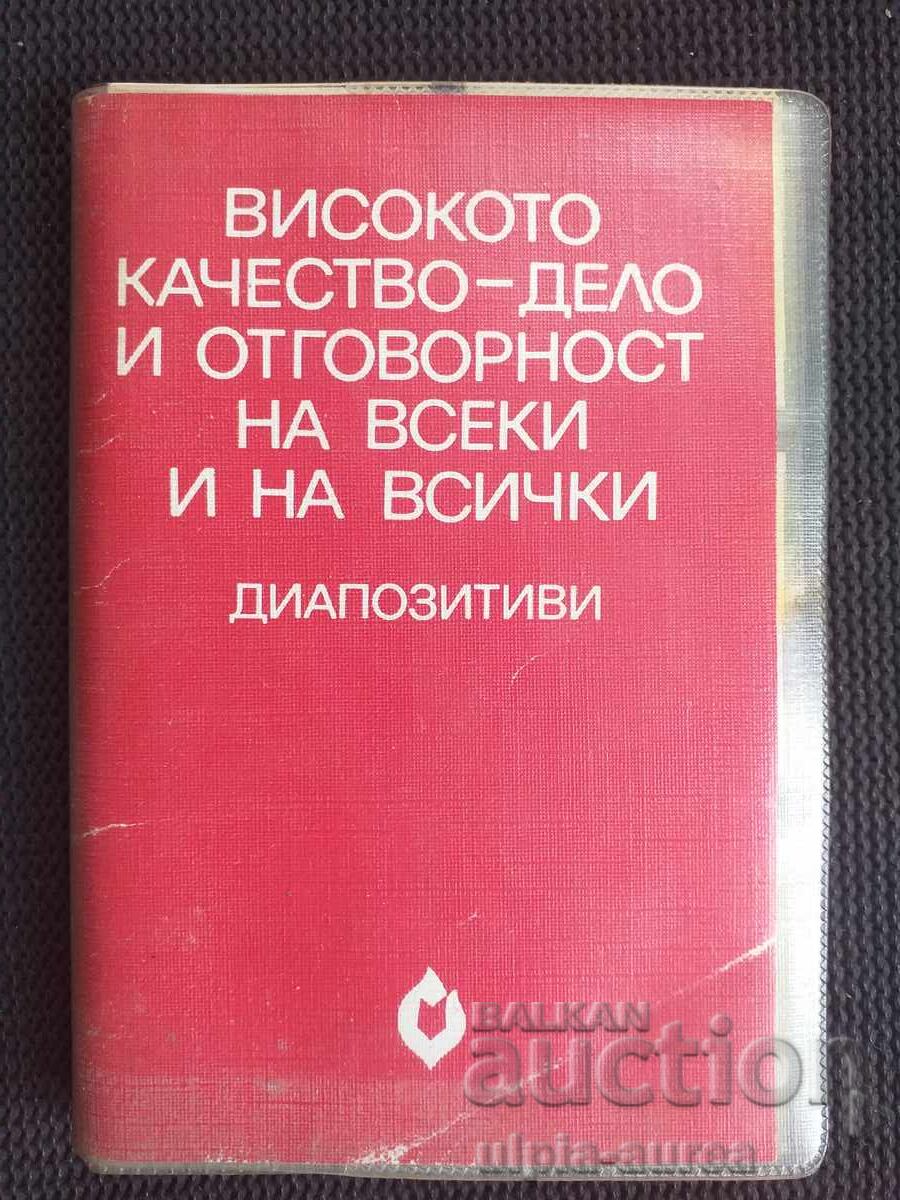 ВИСОКОТО
КАЧЕСТВО-ДЕЛО
И ОТГОВОРНОСТ
НА ВСЕКИ
И НА ВСИЧКИ
ДИАПОЗИТИВИ
BALKAN
auction
ulpia-aurea